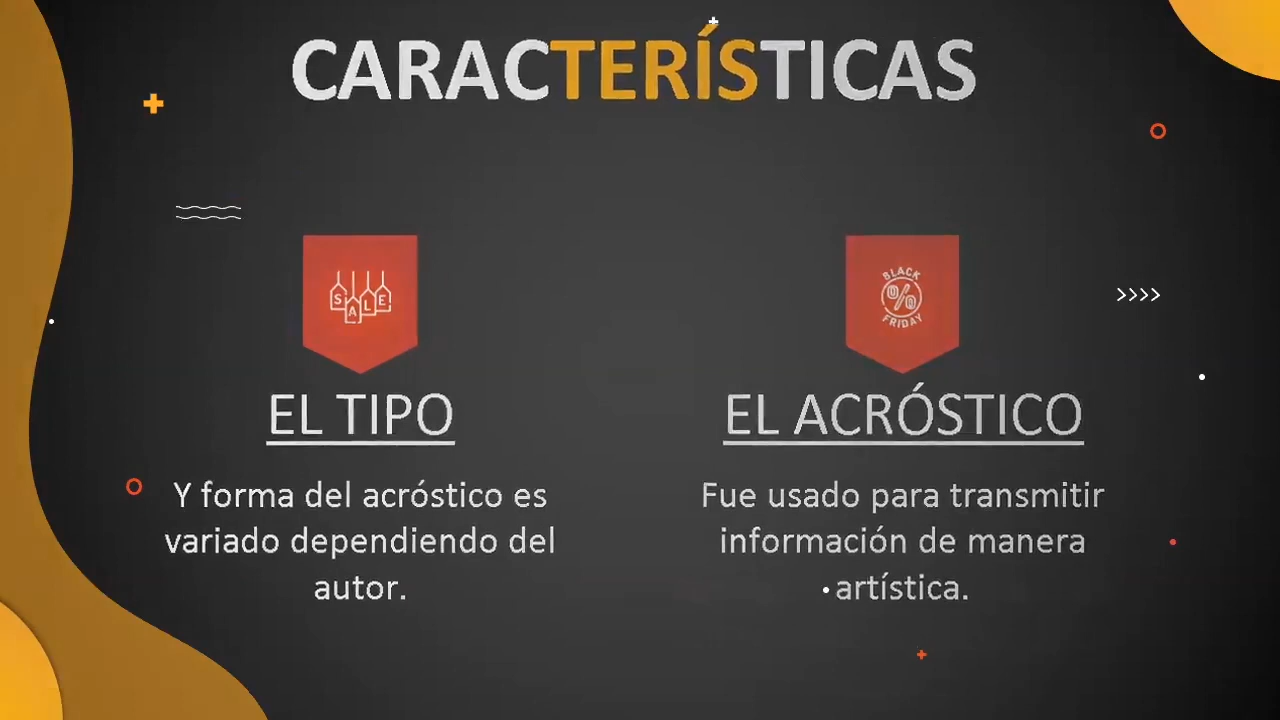 CARACTERÍSTICAS
SALE
BLACK
%
FRIDAY
EL TIPO
Y forma del acróstico es
variado dependiendo del
autor.
EL ACRÓSTICO
Fue usado para transmitir
información de manera
artística.